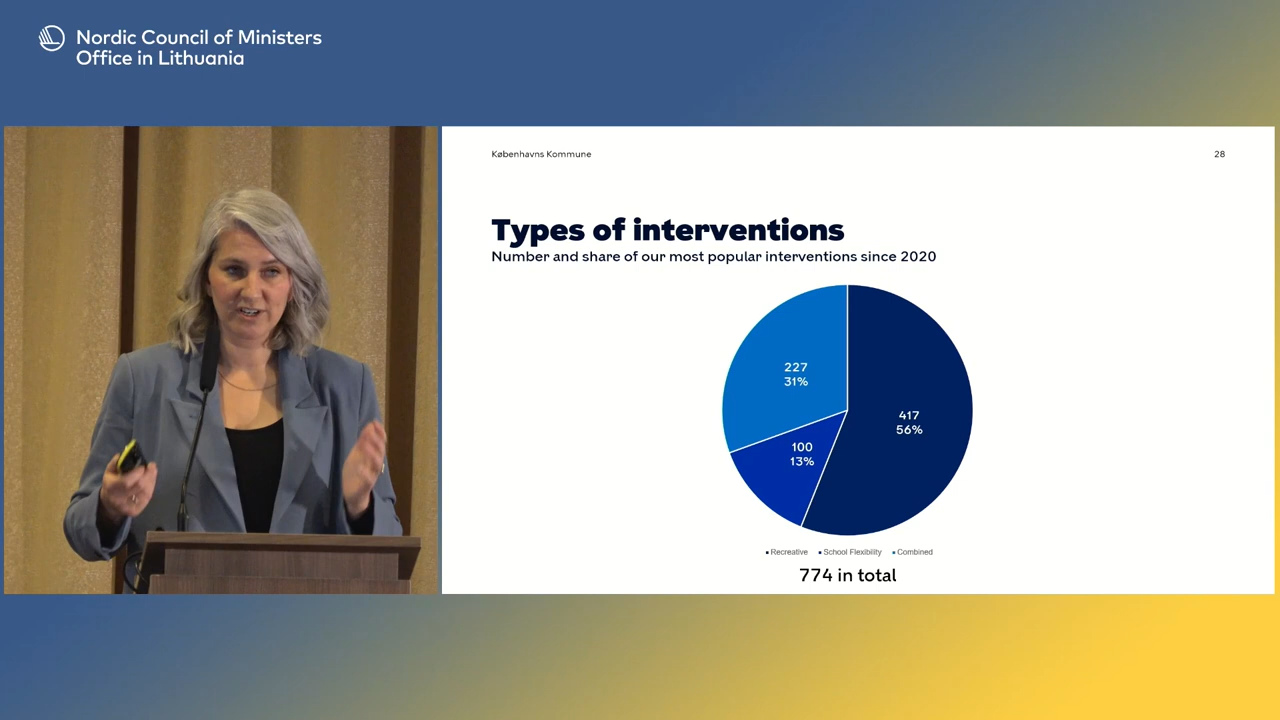 Nordic Council of Ministers
Office in Lithuania
Københavns Kommune
28
Types of interventions
Number and share of our most popular interventions since 2020
227
31%
417
56%
100
13%
Recreative School Flexibility Combined
774 in total